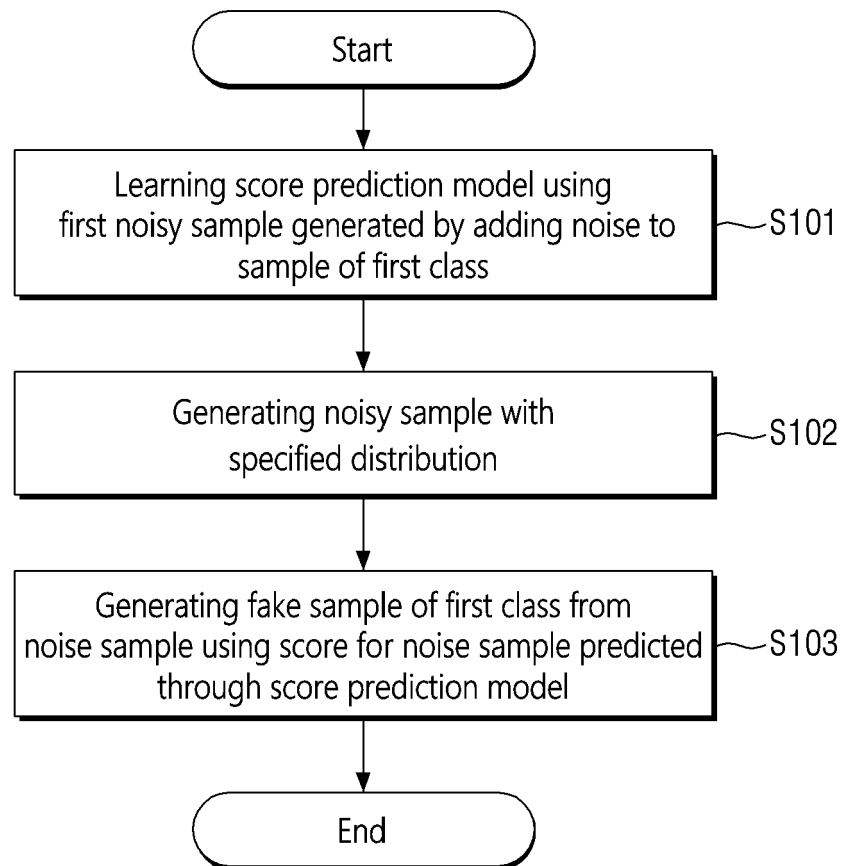 Start
Learning score prediction model using
first noisy sample generated by adding noise to
sample of first class
S101
Generating noisy sample with
specified distribution
S102
Generating fake sample of first class from
noise sample using score for noise sample predicted
through score prediction model
S103
End